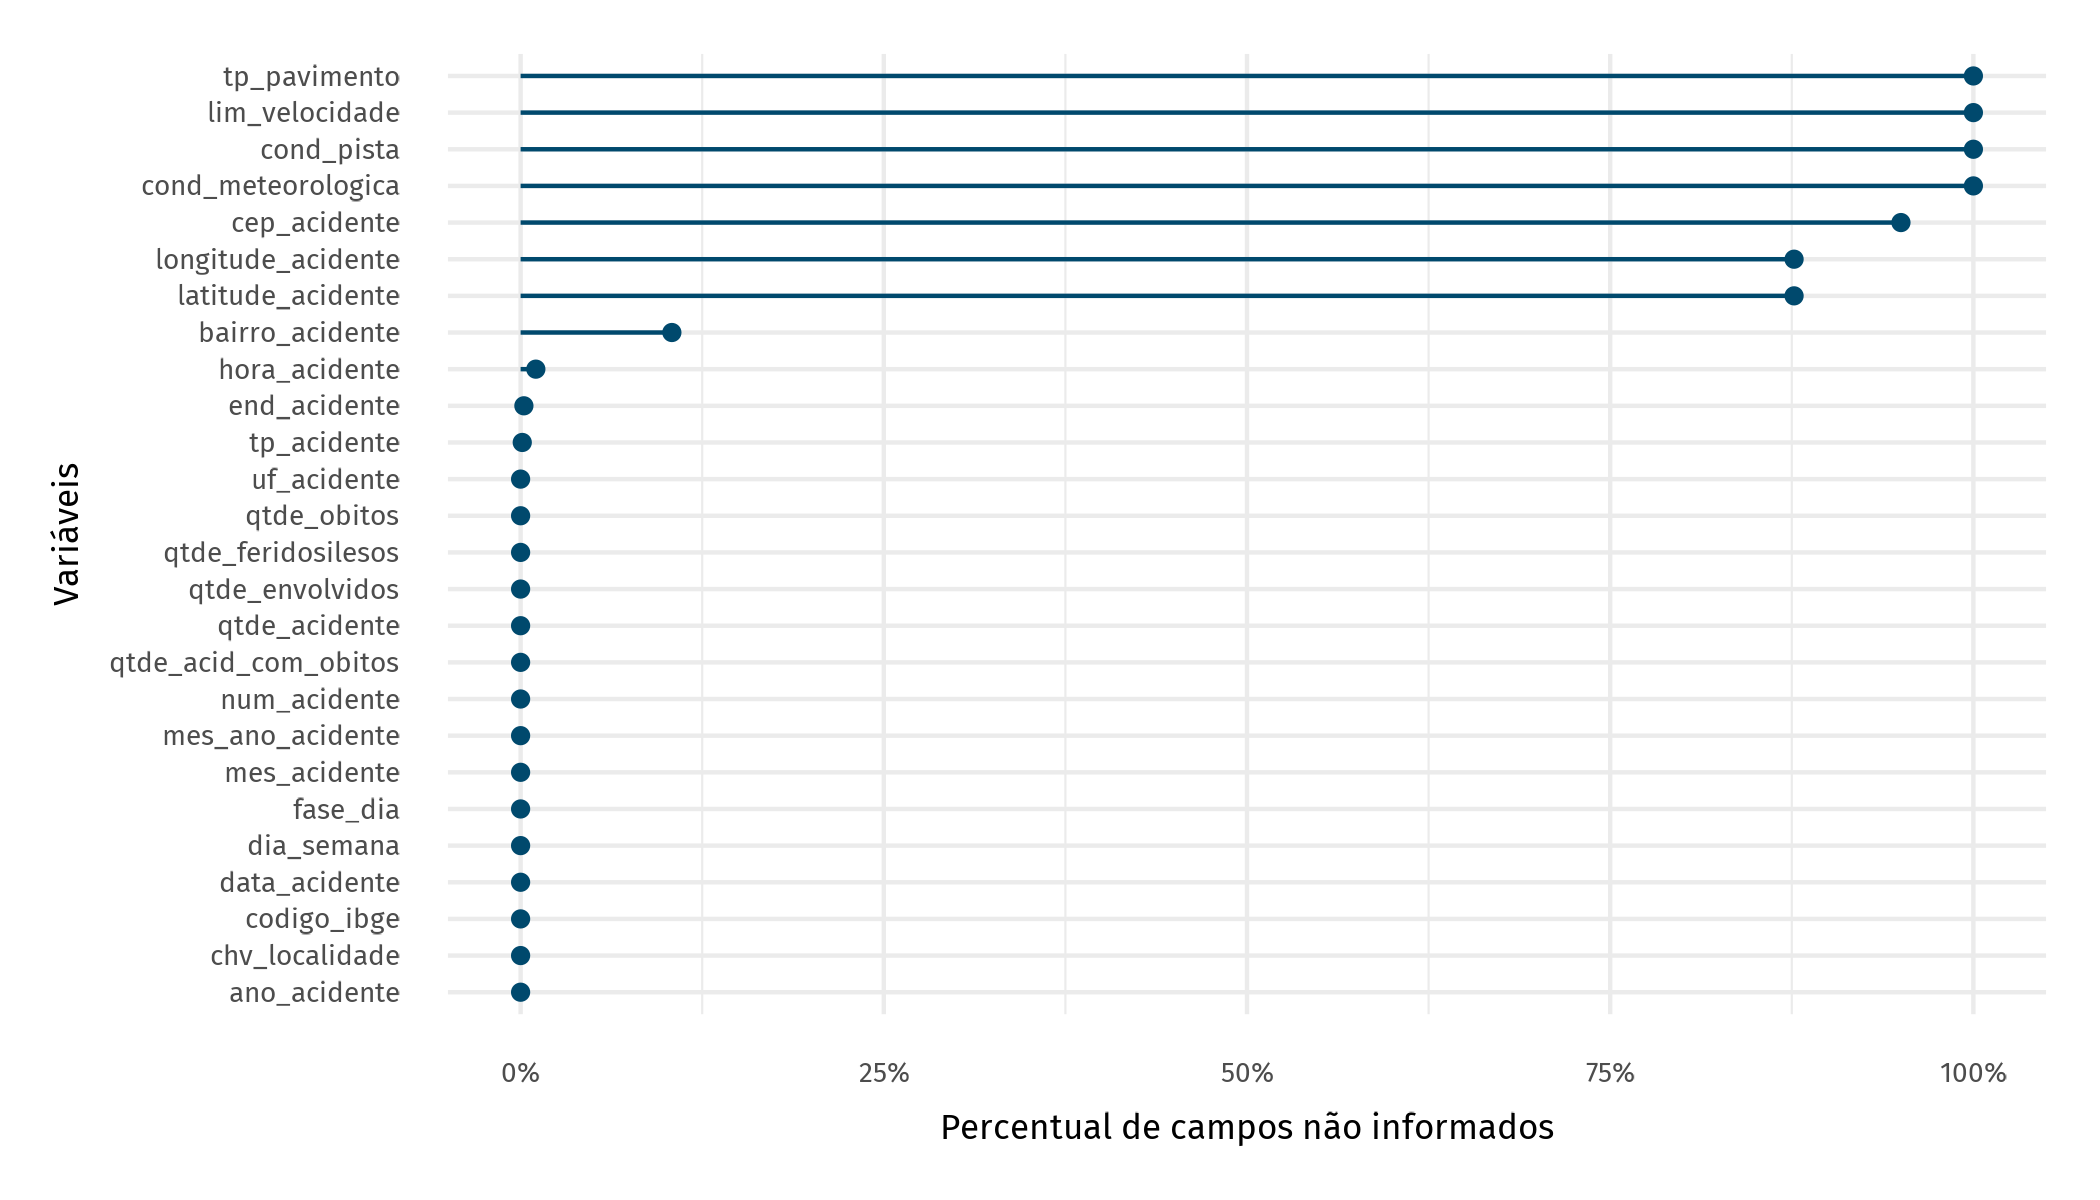 tp_pavimento
lim_velocidade
cond_pista
cond_meteorologica
cep_acidente
longitude_acidente
latitude_acidente
bairro_acidente
hora_acidente
end_acidente
tp_acidente
uf_acidente
qtde_obitos
qtde_feridosilesos
qtde_envolvidos
qtde_acidente
qtde_acid_com_obitos
num_acidente
mes_ano_acidente
mes_acidente
fase_dia
dia_semana
data_acidente
codigo_ibge
chv_localidade
ano_acidente
Variáveis
0% 25% 50% 75% 100%
Percentual de campos não informados